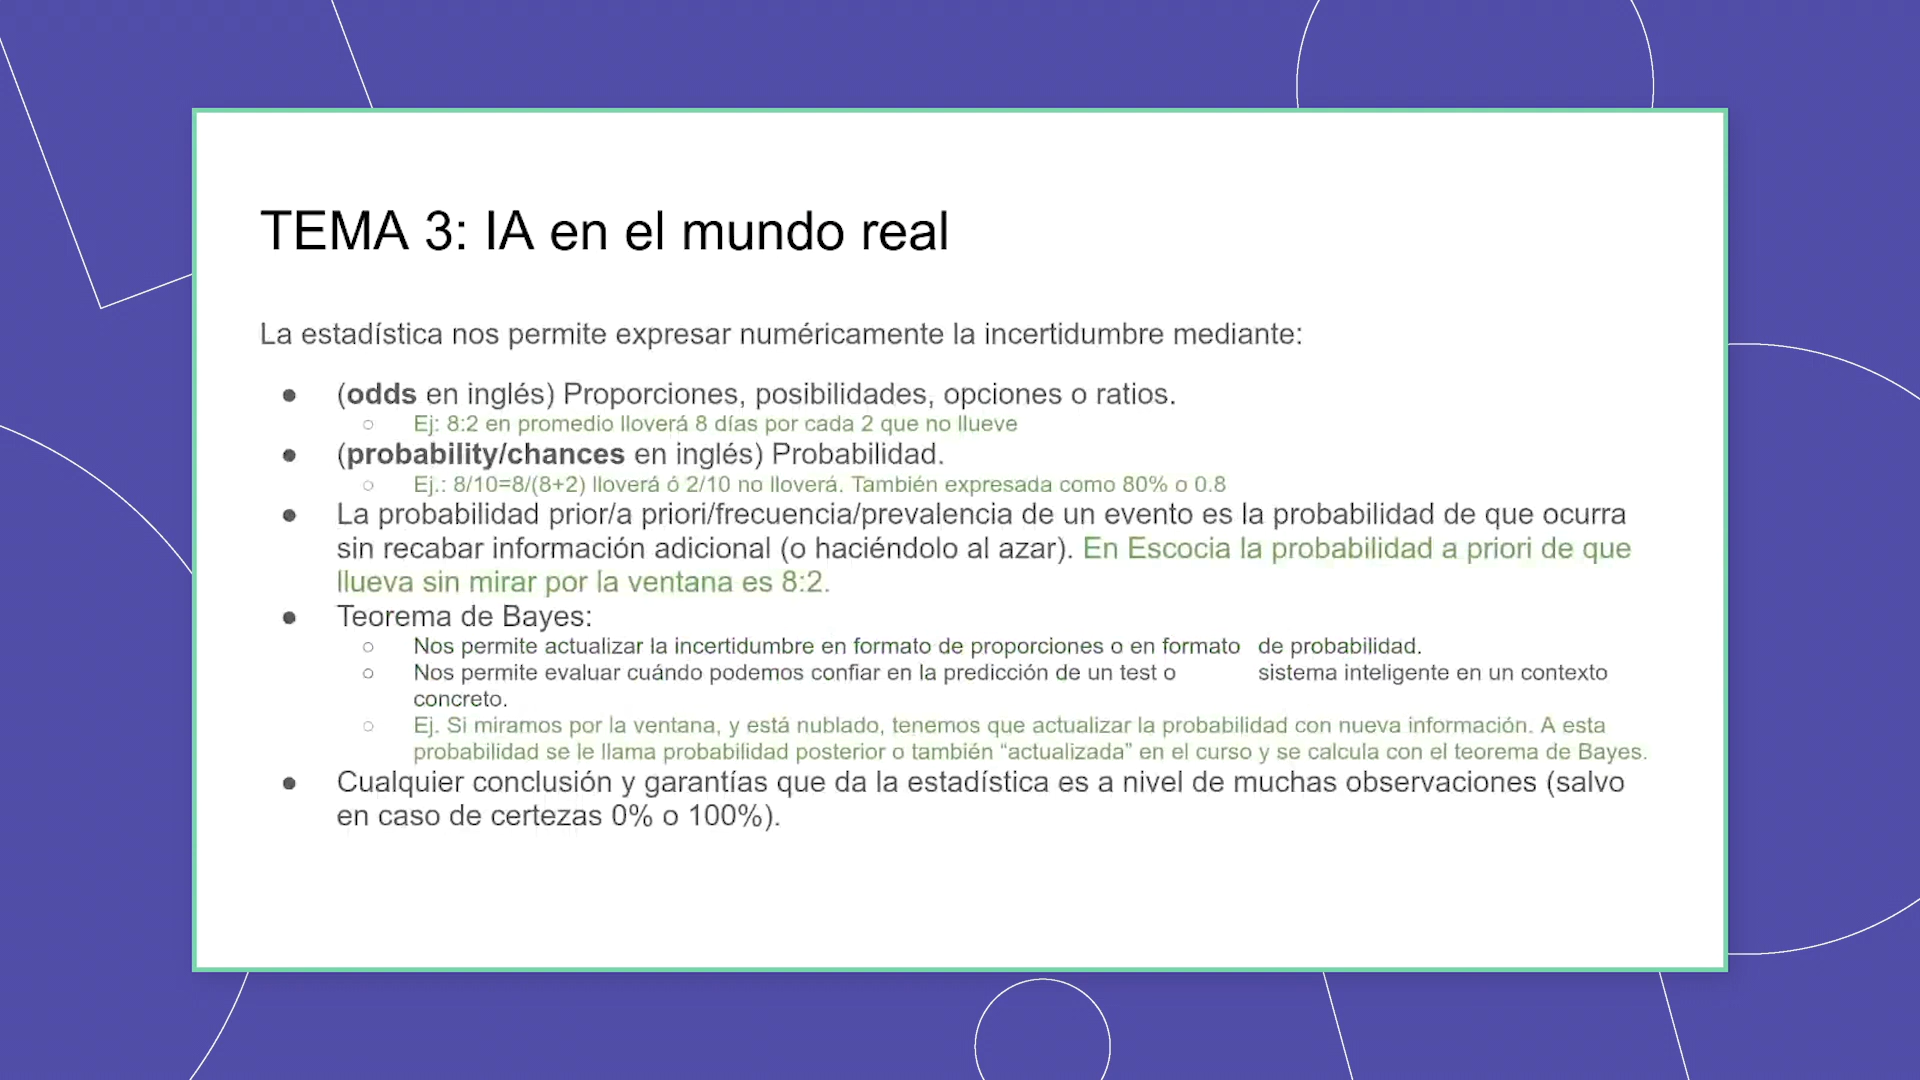 TEMA 3: IA en el mundo real
La estadística nos permite expresar numéricamente la incertidumbre mediante:
● (odds en inglés) Proporciones, posibilidades, opciones o ratios.
○ Ej: 8:2 en promedio lloverá 8 días por cada 2 que no llueve
● (probability/chances en inglés) Probabilidad.
○ Ej.: 8/10=8/(8+2) lloverá ó 2/10 no lloverá. También expresada como 80% o 0.8
● La probabilidad prior/a priori/frecuencia/prevalencia de un evento es la probabilidad de que ocurra
sin recabar información adicional (o haciéndolo al azar). En Escocia la probabilidad a priori de que
llueva sin mirar por la ventana es 8:2.
● Teorema de Bayes:
○ Nos permite actualizar la incertidumbre en formato de proporciones o en formato de probabilidad.
○ Nos permite evaluar cuándo podemos confiar en la predicción de un test o sistema inteligente en un contexto
concreto.
○ Ej. Si miramos por la ventana, y está nublado, tenemos que actualizar la probabilidad con nueva información. A esta
probabilidad se le llama probabilidad posterior o también “actualizada” en el curso y se calcula con el teorema de Bayes.
● Cualquier conclusión y garantías que da la estadística es a nivel de muchas observaciones (salvo
en caso de certezas 0% o 100%).